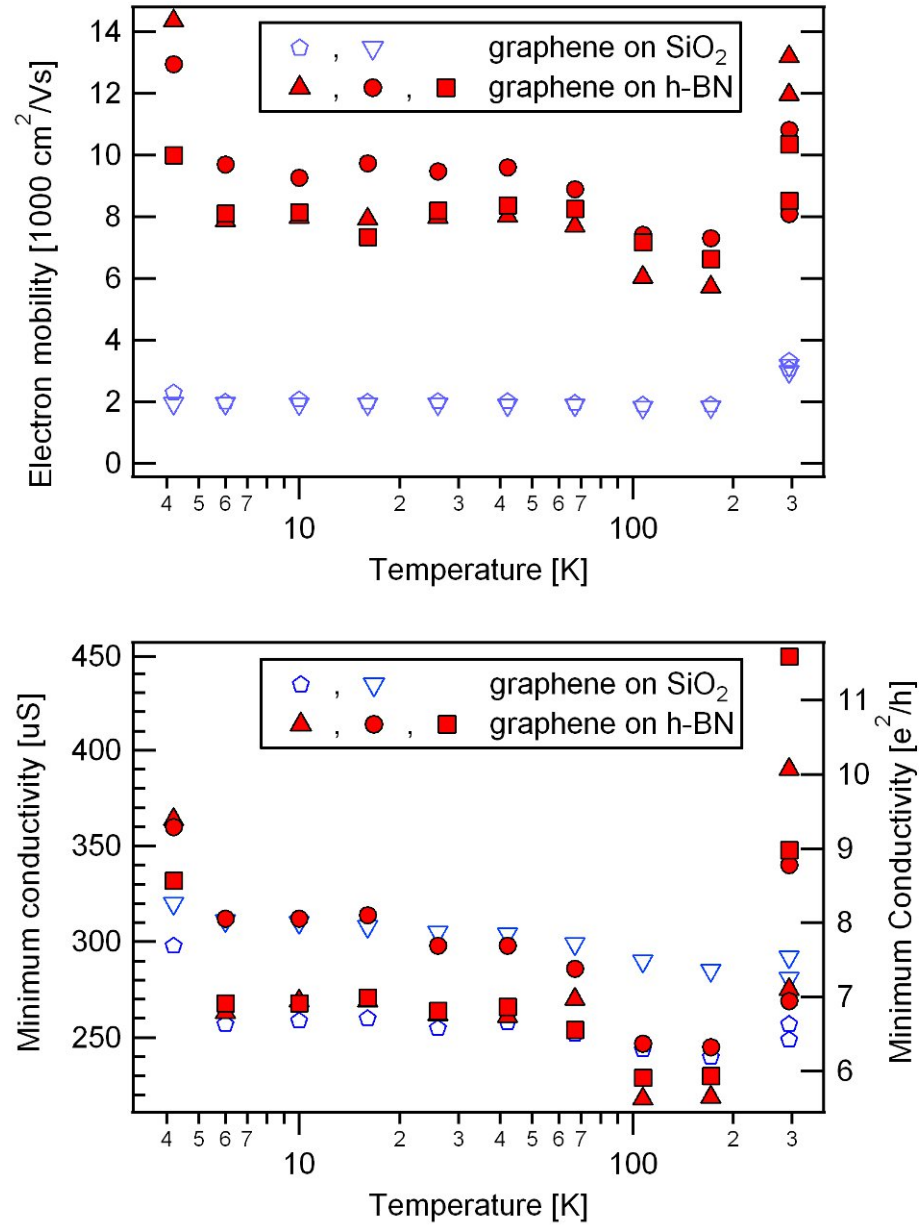 14
12
10
8
6
4
2
0
Electron mobility [1000 cm²/Vs]
, graphene on SiO₂
, , graphene on h-BN
4 5 6 7 10 2 3 4 5 6 7 100 2 3
Temperature [K]
450
400
350
300
250
Minimum conductivity [uS]
, graphene on SiO₂
, , graphene on h-BN
11
10
9
8
7
6
Minimum Conductivity [e²/h]
4 5 6 7 10 2 3 4 5 6 7 100 2 3
Temperature [K]